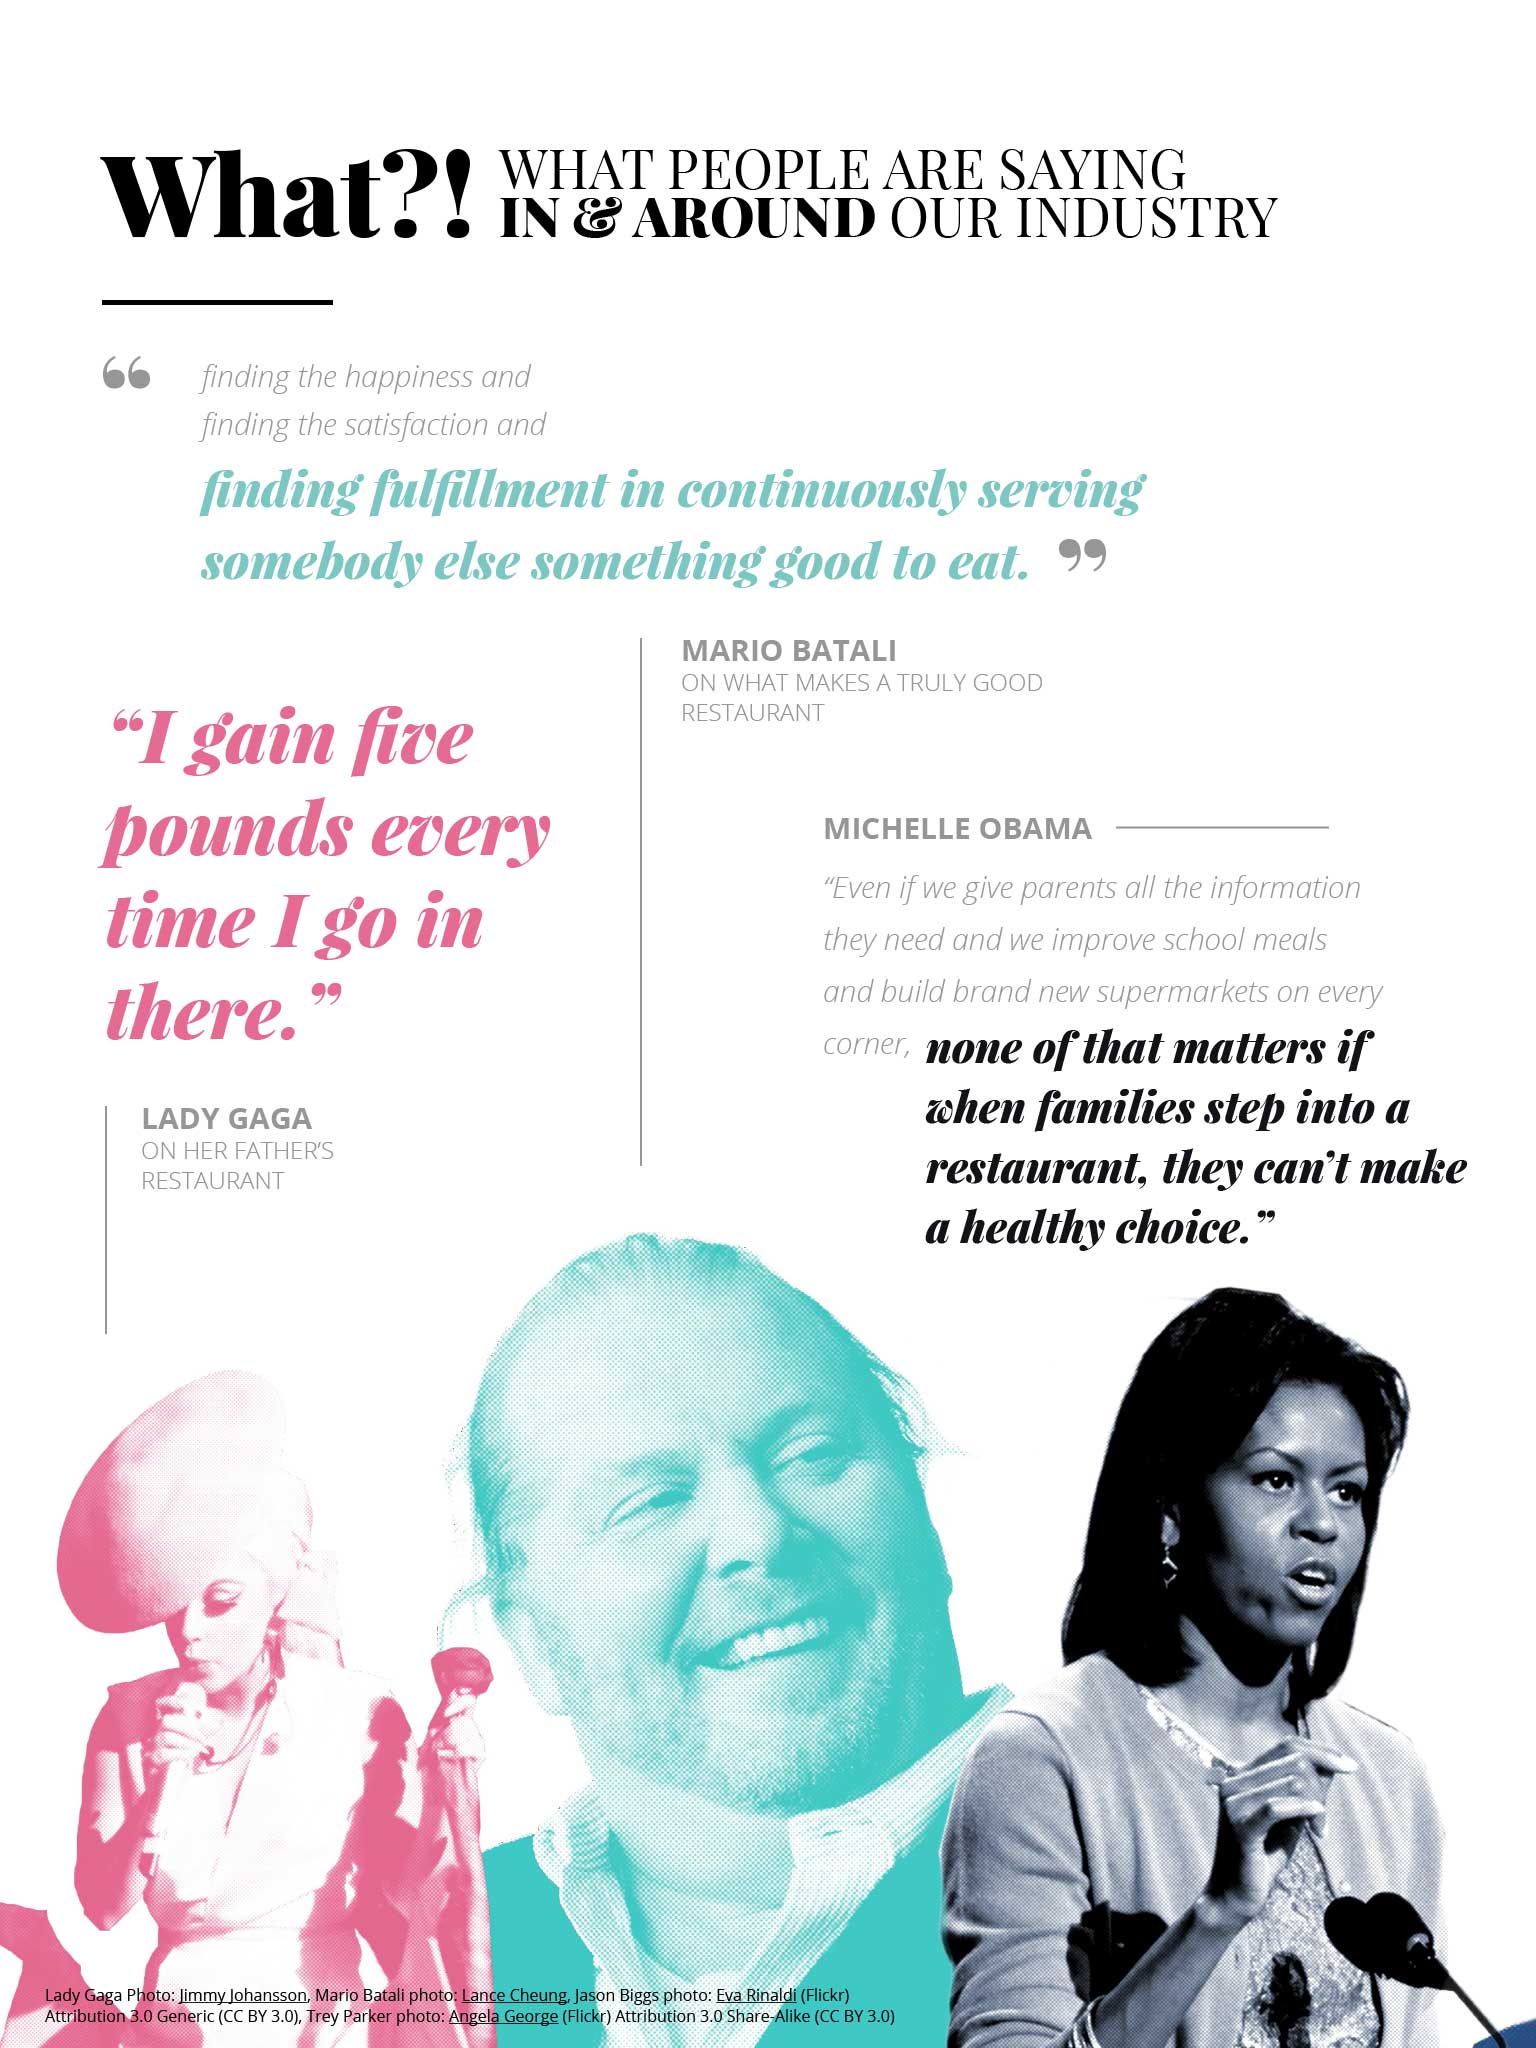 What?!
WHAT PEOPLE ARE SAYING
IN & AROUND OUR INDUSTRY
“
finding the happiness and
finding the satisfaction and
finding fulfillment in continuously serving
somebody else something good to eat. ”
MARIO BATALI
ON WHAT MAKES A TRULY GOOD
RESTAURANT
“I gain five
pounds every
time I go in
there.”
LADY GAGA
ON HER FATHER’S
RESTAURANT
MICHELLE OBAMA
“Even if we give parents all the information
they need and we improve school meals
and build brand new supermarkets on every
corner, none of that matters if
when families step into a
restaurant, they can’t make
a healthy choice.”
Lady Gaga Photo: Jimmy Johansson, Mario Batali photo: Lance Cheung, Jason Biggs photo: Eva Rinaldi (Flickr)
Attribution 3.0 Generic (CC BY 3.0), Trey Parker photo: Angela George (Flickr) Attribution 3.0 Share-Alike (CC BY 3.0)